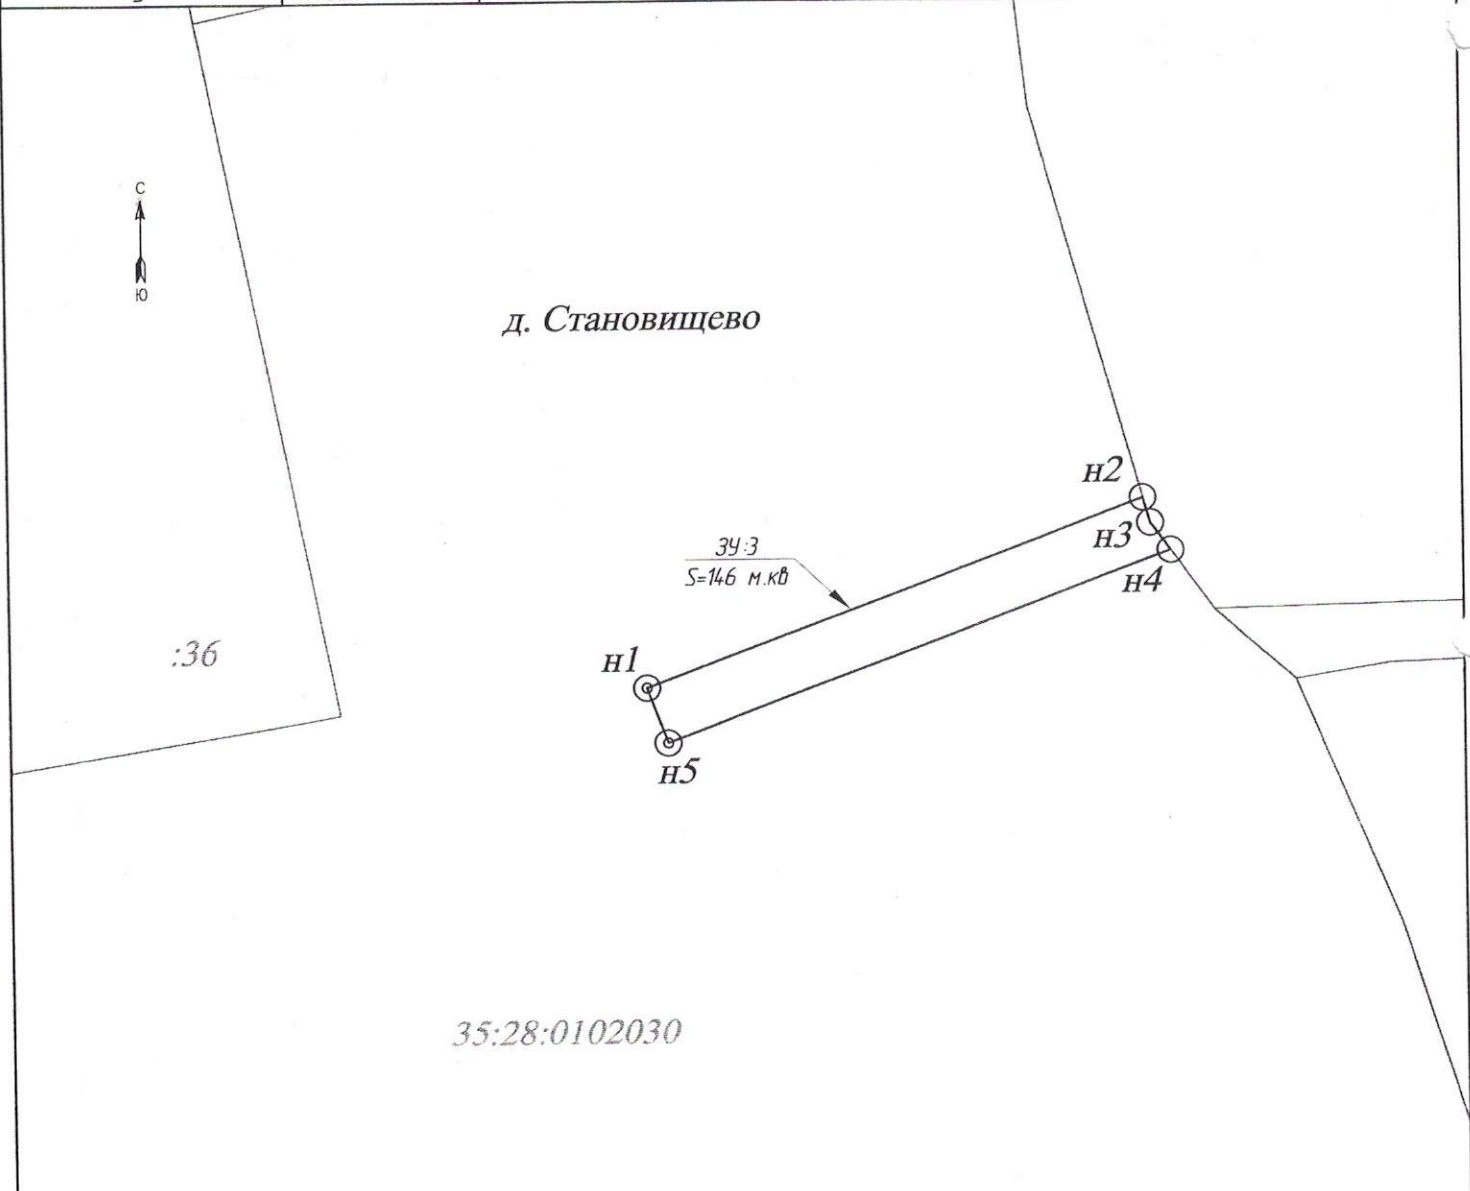 С
Ю
д. Становищево
н2
н3
ЗУ:3
S=146 м.кв
н4
:36
н1
н5
35:28:0102030